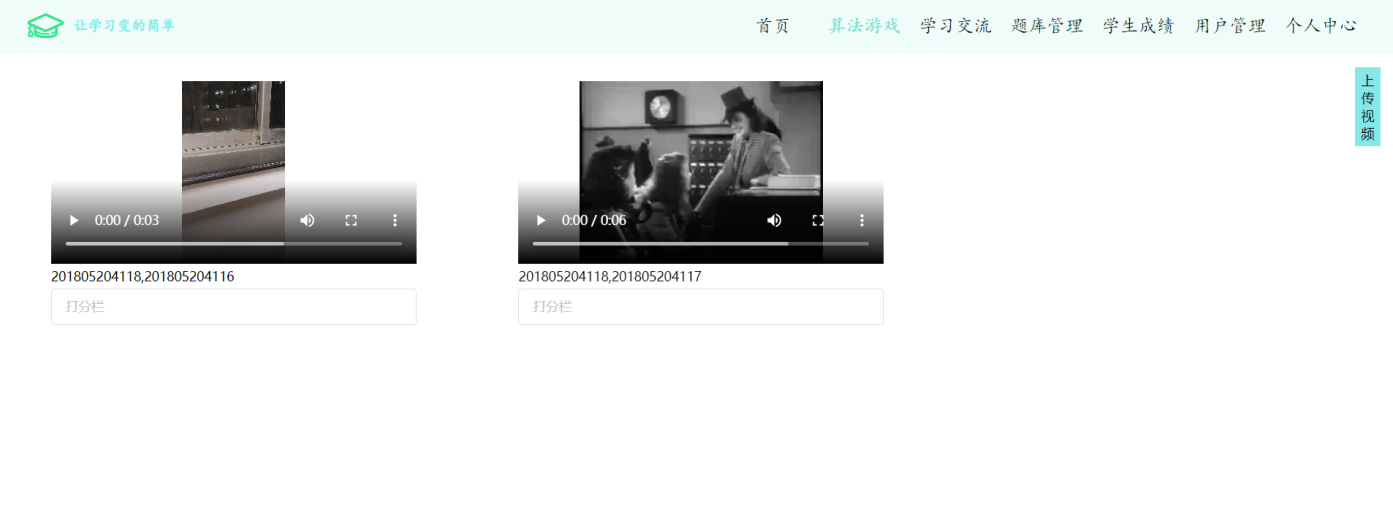 让学习变的简单
首页 算法游戏 学习交流 题库管理 学生成绩 用户管理 个人中心
上传视频
0:00 / 0:03
0:00 / 0:06
201805204118,201805204116
201805204118,201805204117
打分栏
打分栏